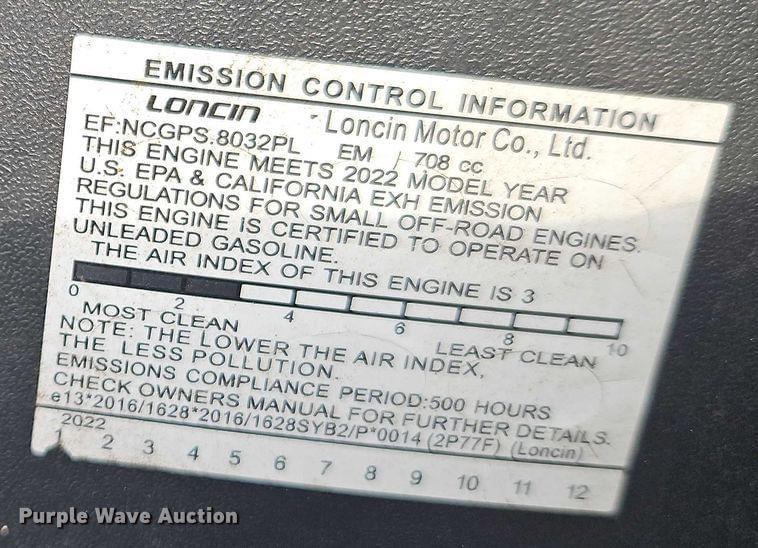 EMISSION CONTROL INFORMATION
LONCIN Loncin Motor Co., Ltd.
EF:NCGPS.8032PL EM 708 cc
THIS ENGINE MEETS 2022 MODEL YEAR
U.S. EPA & CALIFORNIA EXH EMISSION
REGULATIONS FOR SMALL OFF-ROAD ENGINES.
THIS ENGINE IS CERTIFIED TO OPERATE ON
UNLEADED GASOLINE.
THE AIR INDEX OF THIS ENGINE IS 3
0 2 4 6 8 10
MOST CLEAN LEAST CLEAN
NOTE: THE LOWER THE AIR INDEX,
THE LESS POLLUTION.
EMISSIONS COMPLIANCE PERIOD:500 HOURS
CHECK OWNERS MANUAL FOR FURTHER DETAILS.
e13*2016/1628*2016/1628SYB2/P*0014 (2P77F) (Loncin)
2022
1 2 3 4 5 6 7 8 9 10 11 12
Purple Wave Auction